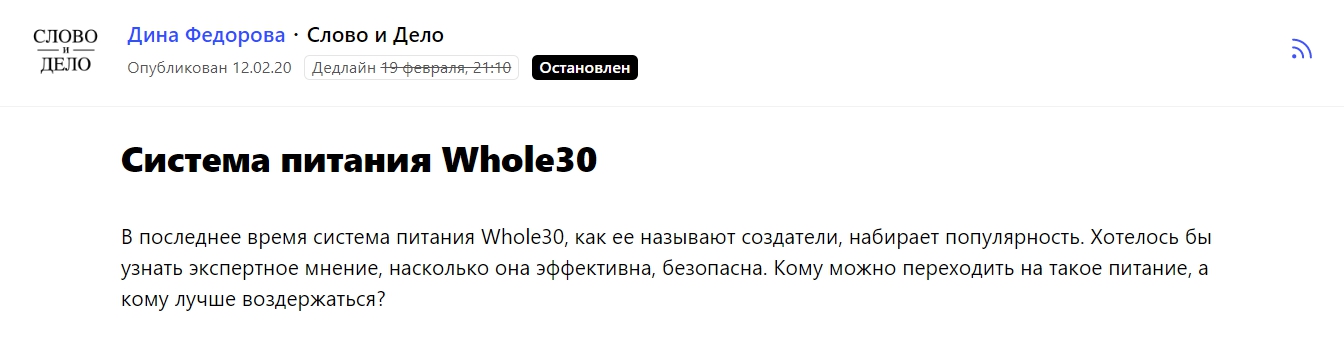 СЛОВО
и
ДЕЛО
Дина Федорова · Слово и Дело
Опубликован 12.02.20 Дедлайн 19 февраля, 21:10 Остановлен
Система питания Whole30
В последнее время система питания Whole30, как ее называют создатели, набирает популярность. Хотелось бы
узнать экспертное мнение, насколько она эффективна, безопасна. Кому можно переходить на такое питание, а
кому лучше воздержаться?